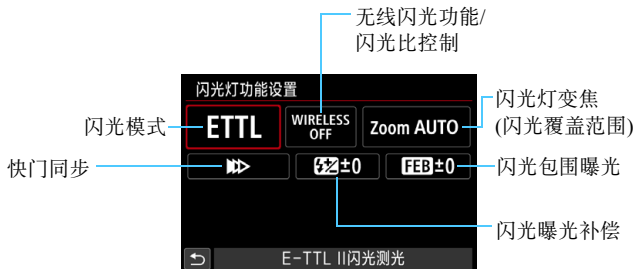 无线闪光功能/
闪光比控制
闪光灯功能设置
闪光模式
ETTL
WIRELESS
OFF
Zoom AUTO
闪光灯变焦
(闪光覆盖范围)
快门同步
±0
FEB±0
闪光包围曝光
闪光曝光补偿
E-TTL II闪光测光